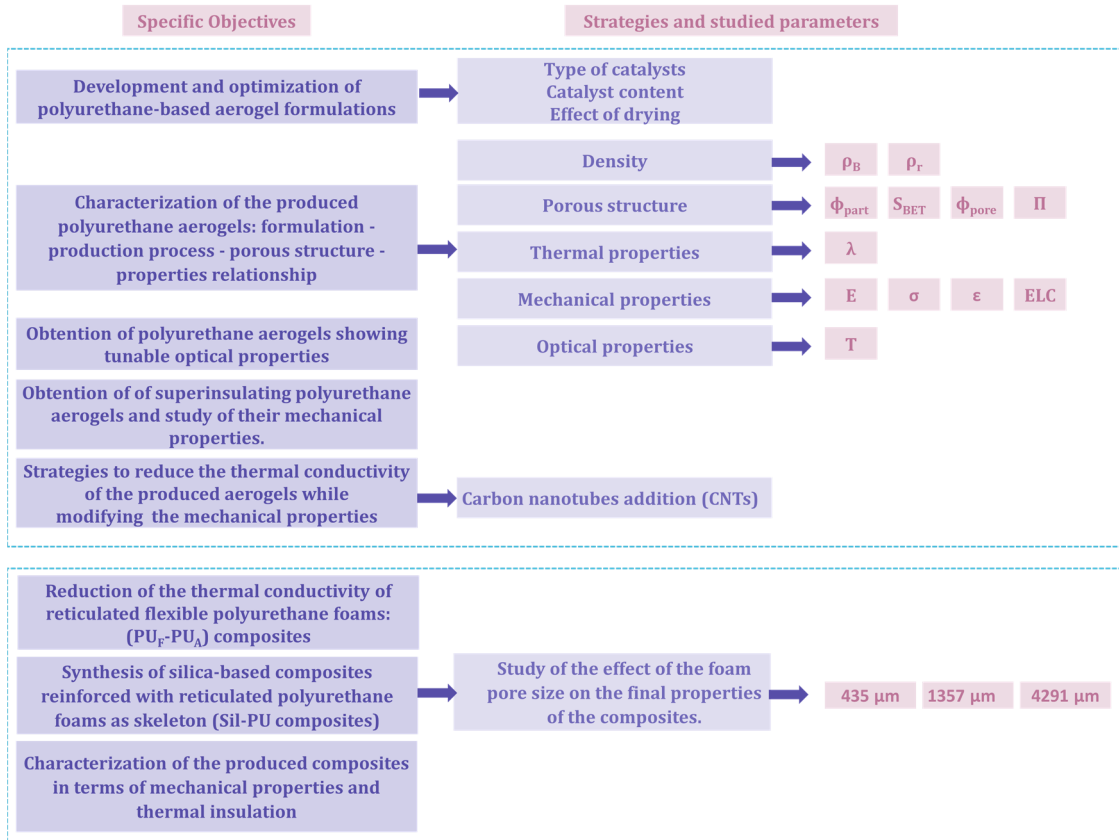 Specific Objectives
Strategies and studied parameters
Development and optimization of
polyurethane-based aerogel formulations
Type of catalysts
Catalyst content
Effect of drying
Characterization of the produced
polyurethane aerogels: formulation -
production process - porous structure -
properties relationship
Density
ρB ρr
Porous structure
ϕpart SBET ϕpore Π
Thermal properties
λ
Mechanical properties
E σ ε ELC
Optical properties
T
Obtention of polyurethane aerogels showing
tunable optical properties
Obtention of of superinsulating polyurethane
aerogels and study of their mechanical
properties.
Strategies to reduce the thermal conductivity
of the produced aerogels while
modifying the mechanical properties
Carbon nanotubes addition (CNTs)
Reduction of the thermal conductivity of
reticulated flexible polyurethane foams:
(PUF-PUA) composites
Synthesis of silica-based composites
reinforced with reticulated polyurethane
foams as skeleton (Sil-PU composites)
Characterization of the produced composites
in terms of mechanical properties and
thermal insulation
Study of the effect of the foam
pore size on the final properties
of the composites.
435 μm 1357 μm 4291 μm